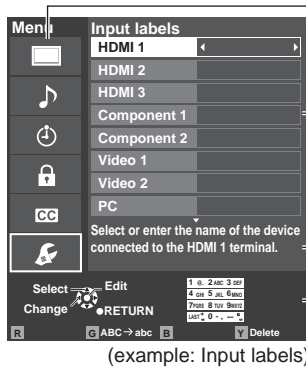 Menu
Input labels
HDMI 1
HDMI 2
HDMI 3
Component 1
Component 2
Video 1
Video 2
PC
CC
Select or enter the name of the device
connected to the HDMI 1 terminal.
Select
Edit
Change
RETURN
1 @. 2 ABC 3 DEF
4 GHI 5 JKL 6 MNO
7 PQRS 8 TUV 9 WXYZ
LAST 0 - ,
R
G ABC→abc
B
Y Delete
(example: Input labels)